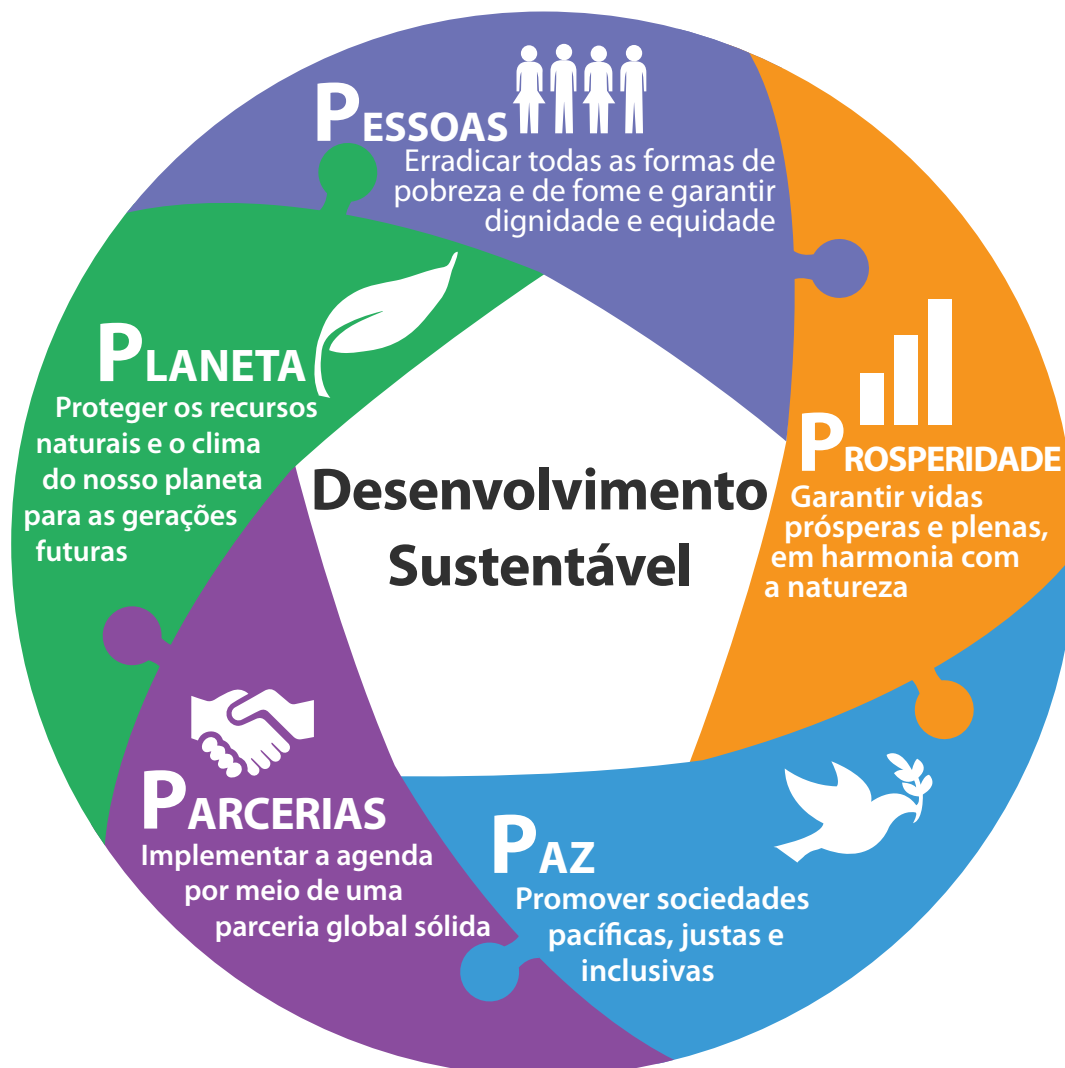 PESSOAS
Erradicar todas as formas de
pobreza e de fome e garantir
dignidade e equidade
PROSPERIDADE
Garantir vidas
prósperas e plenas,
em harmonia com
a natureza
PAZ
Promover sociedades
pacíficas, justas e
inclusivas
PARCERIAS
Implementar a agenda
por meio de uma
parceria global sólida
PLANETA
Proteger os recursos
naturais e o clima
do nosso planeta
para as gerações
futuras
Desenvolvimento
Sustentável